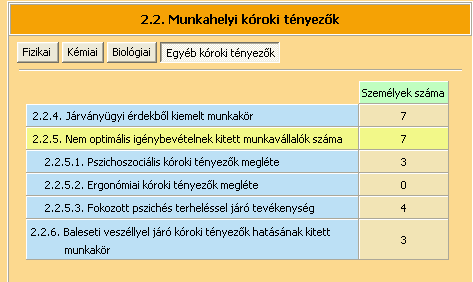 2.2. Munkahelyi kóroki tényezők
Fizikai Kémiai Biológiai Egyéb kóroki tényezők
Személyek száma
2.2.4. Járványügyi érdekből kiemelt munkakör 7
2.2.5. Nem optimális igénybevételnek kitett munkavállalók száma 7
2.2.5.1. Pszichoszociális kóroki tényezők megléte 3
2.2.5.2. Ergonómiai kóroki tényezők megléte 0
2.2.5.3. Fokozott pszichés terheléssel járó tevékenység 4
2.2.6. Baleseti veszéllyel járó kóroki tényezők hatásának kitett 3
munkakör